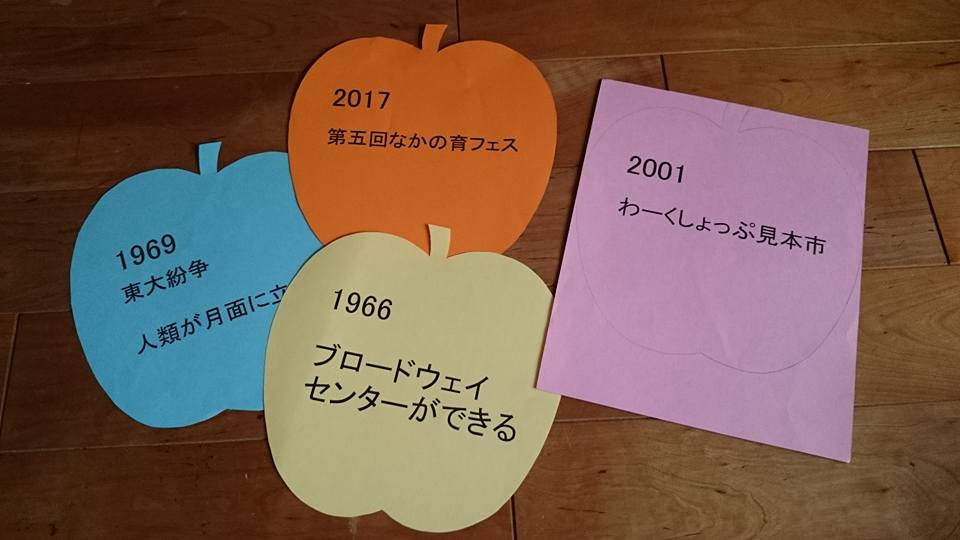 2017
第五回なかの育フェス
2001
わーくしょっぷ見本市
1969
東大紛争
人類が月面に立
1966
ブロードウェイ
センターができる